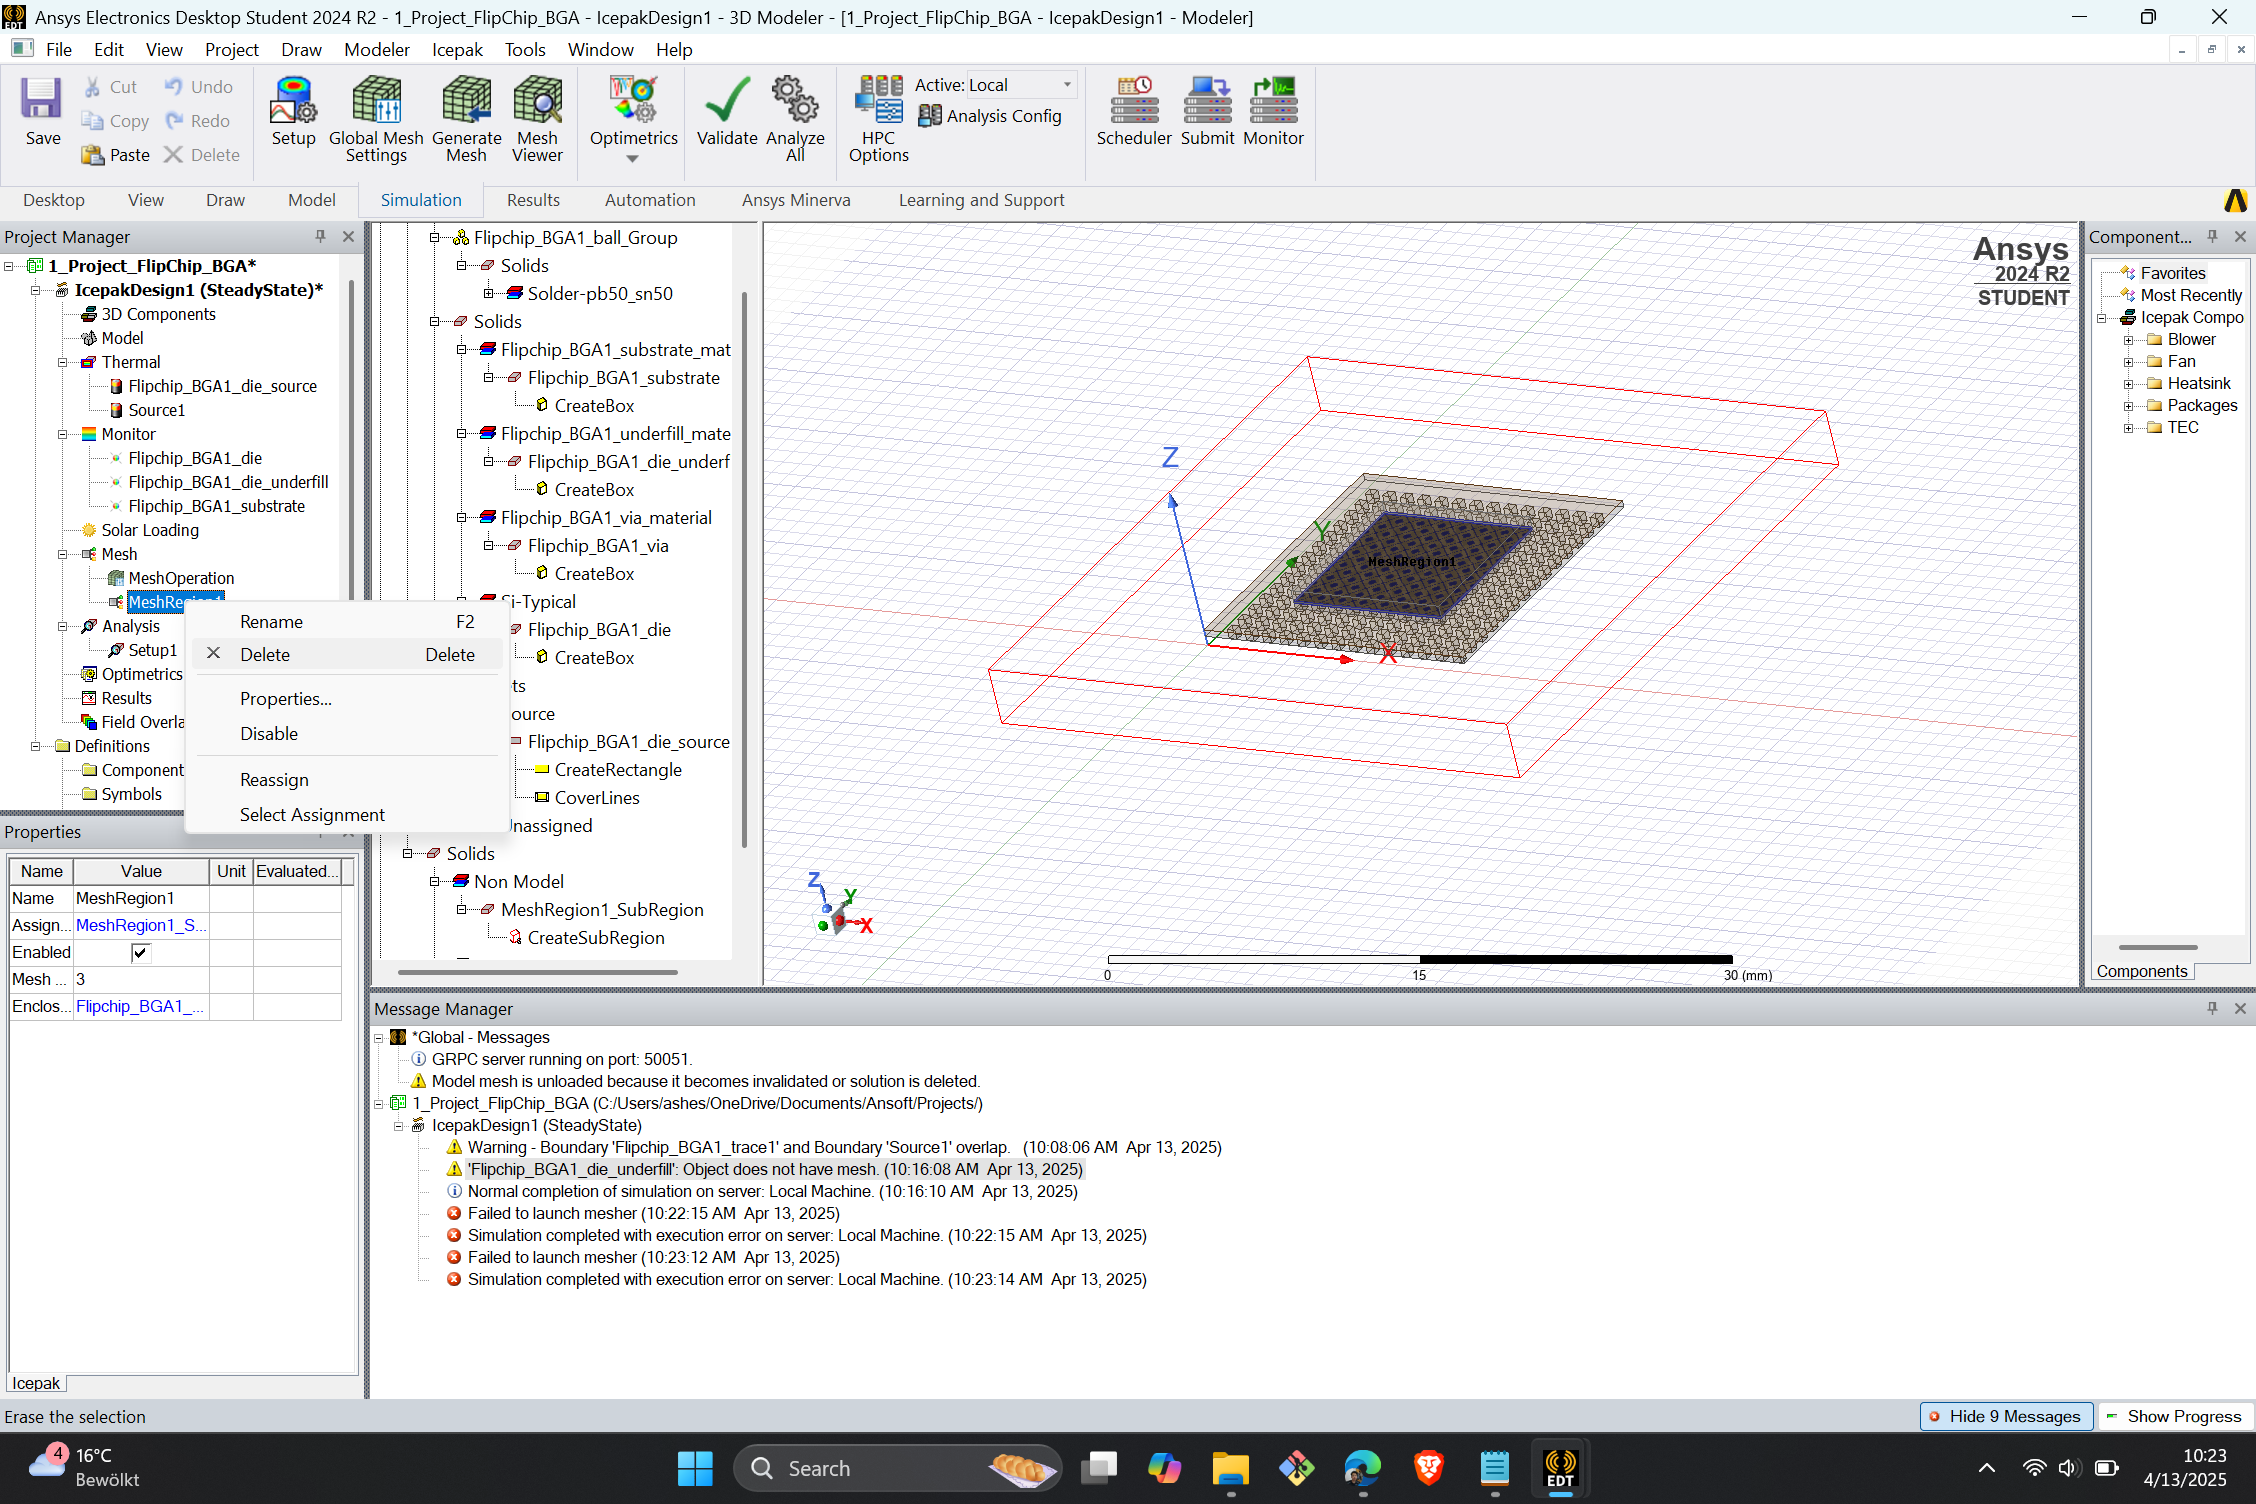 Ansys Electronics Desktop Student 2024 R2 - 1_Project_FlipChip_BGA - IcepakDesign1 - 3D Modeler - [1_Project_FlipChip_BGA - IcepakDesign1 - Modeler]
File Edit View Project Draw Modeler Icepak Tools Window Help
Save
Cut
Copy
Paste
Undo
Redo
Delete
Setup
Global Mesh Settings
Generate Mesh
Mesh Viewer
Optimetrics
Validate
Analyze All
HPC Options
Active: Local
Analysis Config
Scheduler
Submit
Monitor
Desktop View Draw Model Simulation Results Automation Ansys Minerva Learning and Support
Project Manager
1_Project_FlipChip_BGA*
IcepakDesign1 (SteadyState)*
3D Components
Model
Thermal
Flipchip_BGA1_die_source
Source1
Monitor
Flipchip_BGA1_die
Flipchip_BGA1_die_underfill
Flipchip_BGA1_substrate
Solar Loading
Mesh
MeshOperation
MeshRegion1
Analysis
Setup1
Optimetrics
Results
Field Overla
Definitions
Component
Symbols
Rename F2
Delete Delete
Properties...
Disable
Reassign
Select Assignment
Flipchip_BGA1_ball_Group
Solids
Solder-pb50_sn50
Solids
Flipchip_BGA1_substrate_mat
Flipchip_BGA1_substrate
CreateBox
Flipchip_BGA1_underfill_mate
Flipchip_BGA1_die_underf
CreateBox
Flipchip_BGA1_via_material
Flipchip_BGA1_via
CreateBox
Si-Typical
Flipchip_BGA1_die
CreateBox
ts
ource
Flipchip_BGA1_die_source
CreateRectangle
CoverLines
Unassigned
Solids
Non Model
MeshRegion1_SubRegion
CreateSubRegion
Ansys
2024 R2
STUDENT
Z
Y
X
MeshRegion1
Z
Y
X
0 15 30 (mm)
Component...
Favorites
Most Recently
Icepak Compo
Blower
Fan
Heatsink
Packages
TEC
Components
Properties
Name Value Unit Evaluated...
Name MeshRegion1
Assign... MeshRegion1_S...
Enabled
Mesh ... 3
Enclos... Flipchip_BGA1_...
Icepak
Message Manager
*Global - Messages
GRPC server running on port: 50051.
Model mesh is unloaded because it becomes invalidated or solution is deleted.
1_Project_FlipChip_BGA (C:/Users/ashes/OneDrive/Documents/Ansoft/Projects/)
IcepakDesign1 (SteadyState)
Warning - Boundary 'Flipchip_BGA1_trace1' and Boundary 'Source1' overlap. (10:08:06 AM Apr 13, 2025)
'Flipchip_BGA1_die_underfill': Object does not have mesh. (10:16:08 AM Apr 13, 2025)
Normal completion of simulation on server: Local Machine. (10:16:10 AM Apr 13, 2025)
Failed to launch mesher (10:22:15 AM Apr 13, 2025)
Simulation completed with execution error on server: Local Machine. (10:22:15 AM Apr 13, 2025)
Failed to launch mesher (10:23:12 AM Apr 13, 2025)
Simulation completed with execution error on server: Local Machine. (10:23:14 AM Apr 13, 2025)
Erase the selection
Hide 9 Messages
Show Progress
4
16°C
Bewölkt
Search
EDT
10:23
4/13/2025